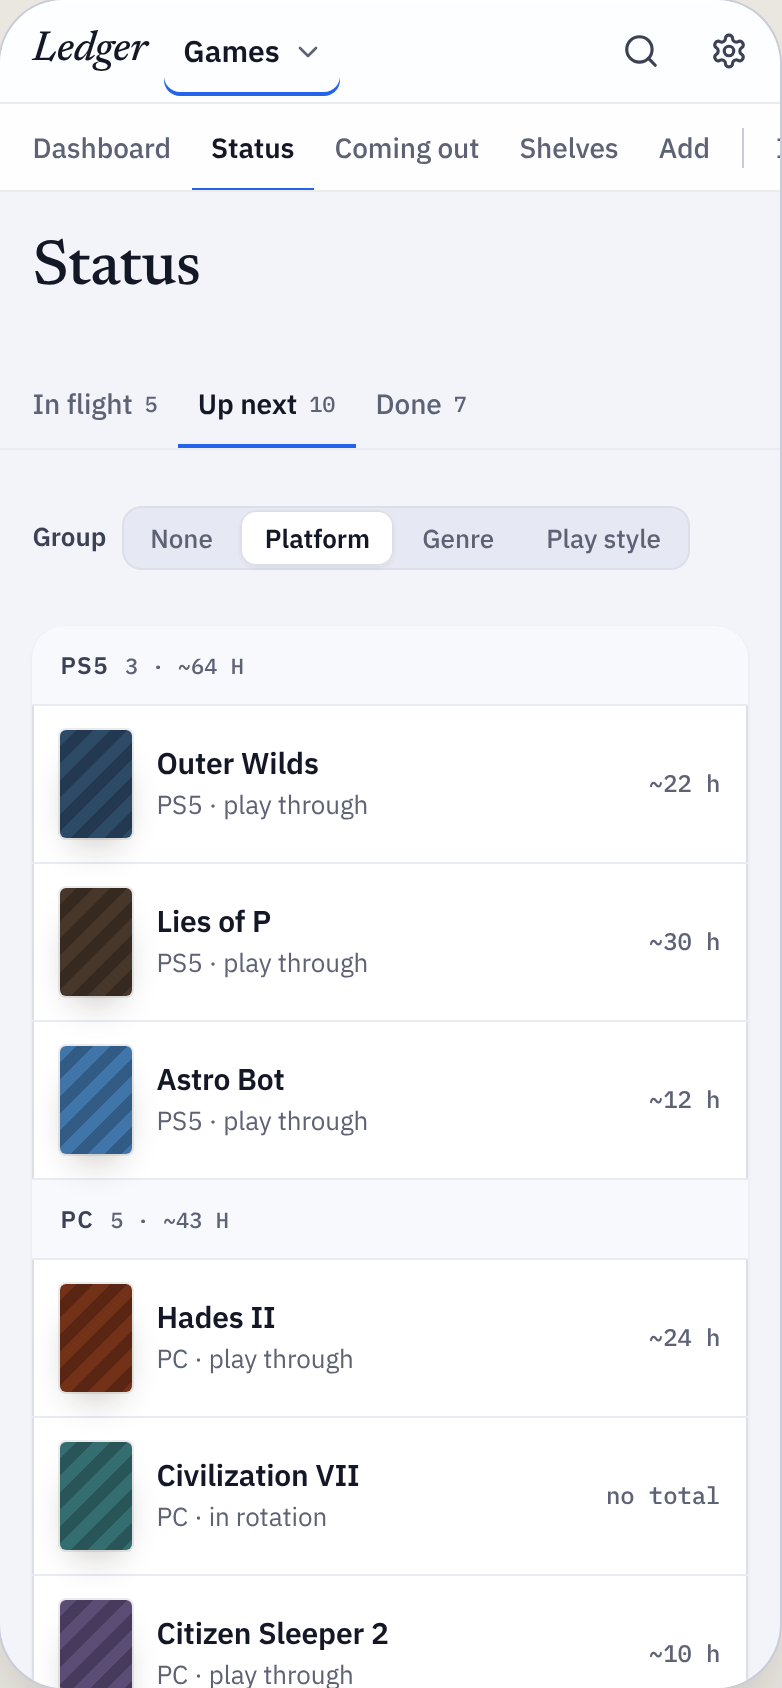 Ledger Games
Dashboard Status Coming out Shelves Add
Status
In flight 5 Up next 10 Done 7
Group None Platform Genre Play style
PS5 3 · ~64 H
Outer Wilds
PS5 · play through
~22 h
Lies of P
PS5 · play through
~30 h
Astro Bot
PS5 · play through
~12 h
PC 5 · ~43 H
Hades II
PC · play through
~24 h
Civilization VII
PC · in rotation
no total
Citizen Sleeper 2
PC · play through
~10 h